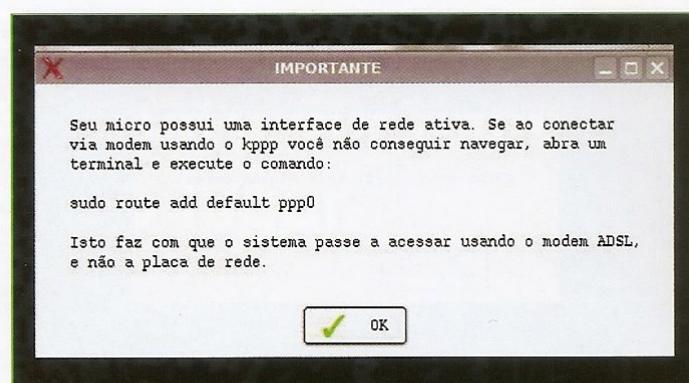 IMPORTANTE
Seu micro possui uma interface de rede ativa. Se ao conectar
via modem usando o kppp você não conseguir navegar, abra um
terminal e execute o comando:
sudo route add default ppp0
Isto faz com que o sistema passe a acessar usando o modem ADSL,
e não a placa de rede.
OK